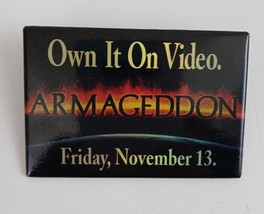 Own It On Video.
ARMAGEDDON
Friday, November 13.